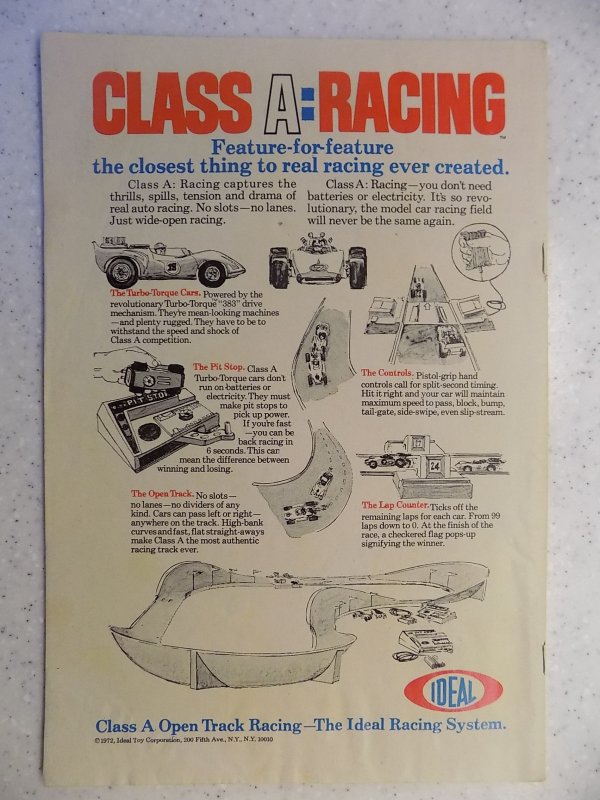 CLASS A:RACING™
Feature-for-feature
the closest thing to real racing ever created.
Class A: Racing captures the
thrills, spills, tension and drama of
real auto racing. No slots—no lanes.
Just wide-open racing.
Class A: Racing—you don't need
batteries or electricity. It's so revo-
lutionary, the model car racing field
will never be the same again.
The Turbo-Torque Cars. Powered by the
revolutionary Turbo-Torque "383" drive
mechanism. They're mean-looking machines
—and plenty rugged. They have to be to
withstand the speed and shock of
Class A competition.
The Pit Stop. Class A
Turbo-Torque cars don't
run on batteries or
electricity. They must
make pit stops to
pick up power.
If you're fast
—you can be
back racing in
6 seconds. This can
mean the difference between
winning and losing.
PIT STOP
The Controls. Pistol-grip hand
controls call for split-second timing.
Hit it right and your car will maintain
maximum speed to pass, block, bump,
tail-gate, side-swipe, even slip-stream.
The Open Track. No slots—
no lanes—no dividers of any
kind. Cars can pass left or right—
anywhere on the track. High-bank
curves and fast, flat straight-aways
make Class A the most authentic
racing track ever.
24
The Lap Counter. Ticks off the
remaining laps for each car. From 99
laps down to 0. At the finish of the
race, a checkered flag pops-up
signifying the winner.
IDEAL
Class A Open Track Racing—The Ideal Racing System.
©1972, Ideal Toy Corporation, 200 Fifth Ave., N.Y., N.Y. 10010